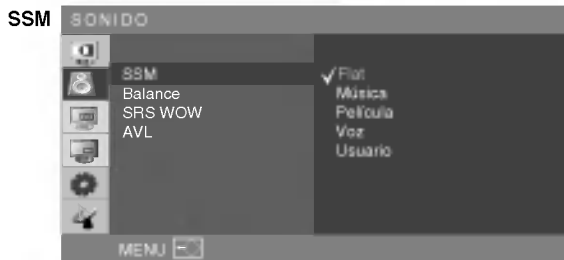 SSM
SONIDO
SSM
Balance
SRS WOW
AVL
Flat
Música
Película
Voz
Usuario
MENU